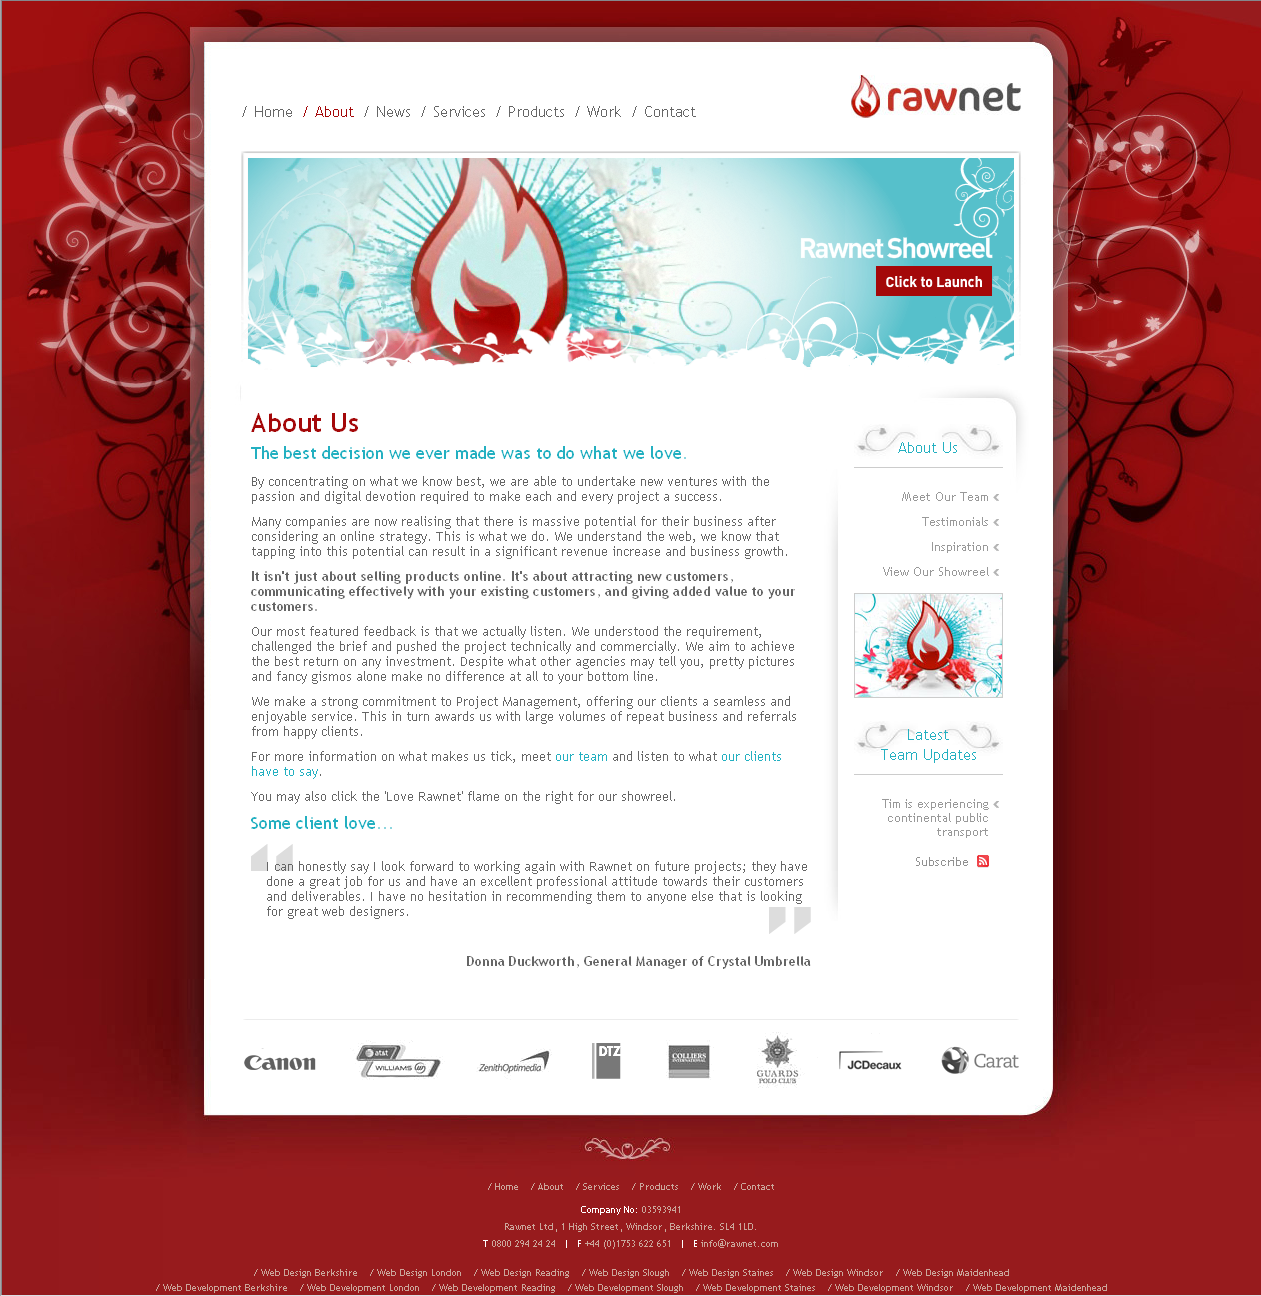 / Home / About / News / Services / Products / Work / Contact
rawnet
Rawnet Showreel
Click to Launch
About Us
The best decision we ever made was to do what we love.
By concentrating on what we know best, we are able to undertake new ventures with the
passion and digital devotion required to make each and every project a success.
Many companies are now realising that there is massive potential for their business after
considering an online strategy. This is what we do. We understand the web, we know that
tapping into this potential can result in a significant revenue increase and business growth.
It isn't just about selling products online. It's about attracting new customers,
communicating effectively with your existing customers, and giving added value to your
customers.
Our most featured feedback is that we actually listen. We understood the requirement,
challenged the brief and pushed the project technically and commercially. We aim to achieve
the best return on any investment. Despite what other agencies may tell you, pretty pictures
and fancy gismos alone make no difference at all to your bottom line.
We make a strong commitment to Project Management, offering our clients a seamless and
enjoyable service. This in turn awards us with large volumes of repeat business and referrals
from happy clients.
For more information on what makes us tick, meet our team and listen to what our clients
have to say.
You may also click the 'Love Rawnet' flame on the right for our showreel.
Some client love...
I can honestly say I look forward to working again with Rawnet on future projects; they have
done a great job for us and have an excellent professional attitude towards their customers
and deliverables. I have no hesitation in recommending them to anyone else that is looking
for great web designers.
Donna Duckworth, General Manager of Crystal Umbrella
About Us
Meet Our Team
Testimonials
Inspiration
View Our Showreel
Latest
Team Updates
Tim is experiencing
continental public
transport
Subscribe
Canon
at&t
WILLIAMS
ZenithOptimedia
DTZ
COLLIERS
INTERNATIONAL
GUARDS
POLO CLUB
JCDecaux
Carat
/ Home / About / Services / Products / Work / Contact
Company No: 03593941
Rawnet Ltd, 1 High Street, Windsor, Berkshire. SL4 1LD.
T 0800 294 24 24 | F +44 (0)1753 622 651 | E info@rawnet.com
/ Web Design Berkshire / Web Design London / Web Design Reading / Web Design Slough / Web Design Staines / Web Design Windsor / Web Design Maidenhead
/ Web Development Berkshire / Web Development London / Web Development Reading / Web Development Slough / Web Development Staines / Web Development Windsor / Web Development Maidenhead